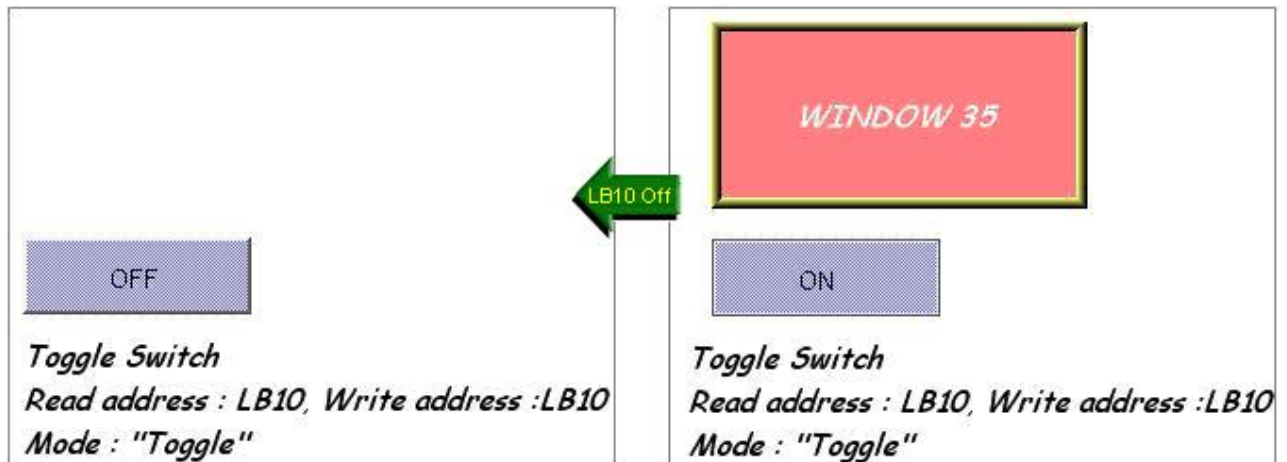 OFF
Toggle Switch
Read address : LB10, Write address :LB10
Mode : "Toggle"
LB10 Off
WINDOW 35
ON
Toggle Switch
Read address : LB10, Write address :LB10
Mode : "Toggle"